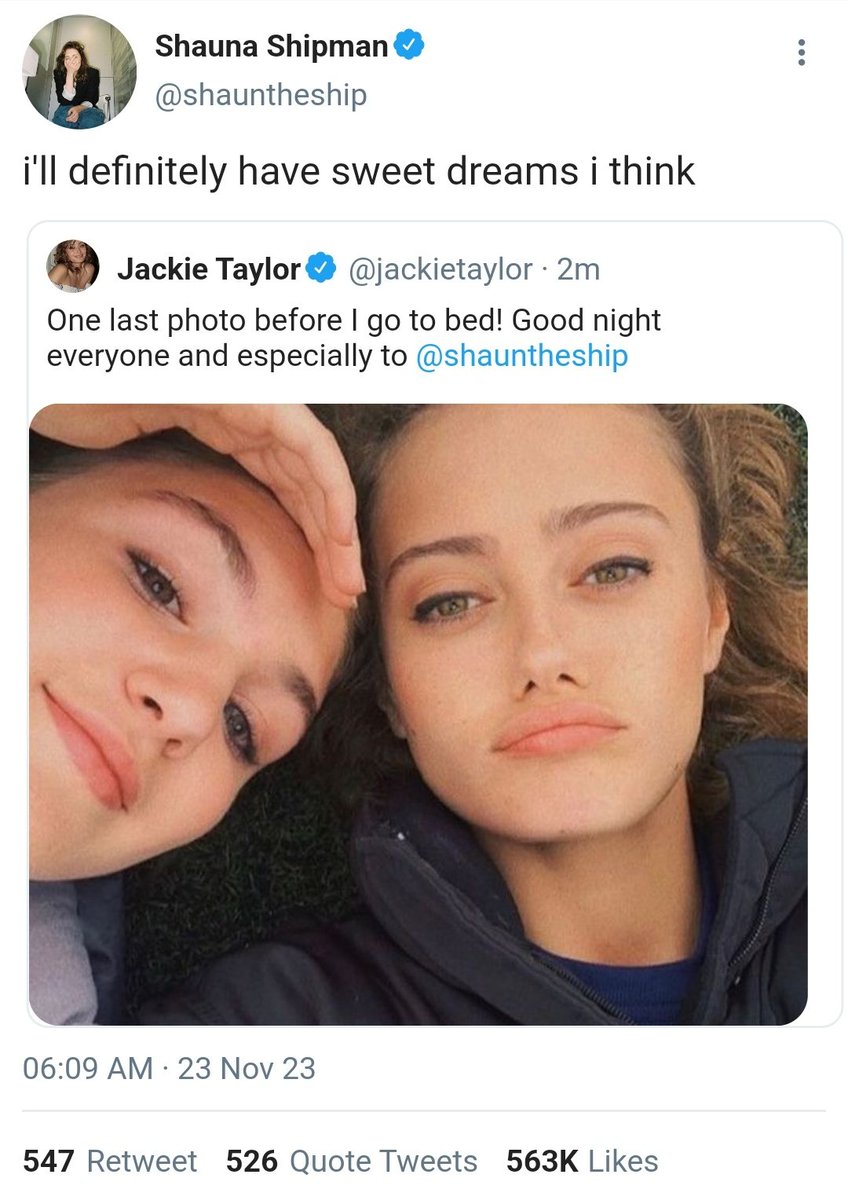 Shauna Shipman
@shauntheship
i'll definitely have sweet dreams i think
Jackie Taylor @jackietaylor · 2m
One last photo before I go to bed! Good night
everyone and especially to @shauntheship
06:09 AM · 23 Nov 23
547 Retweet 526 Quote Tweets 563K Likes